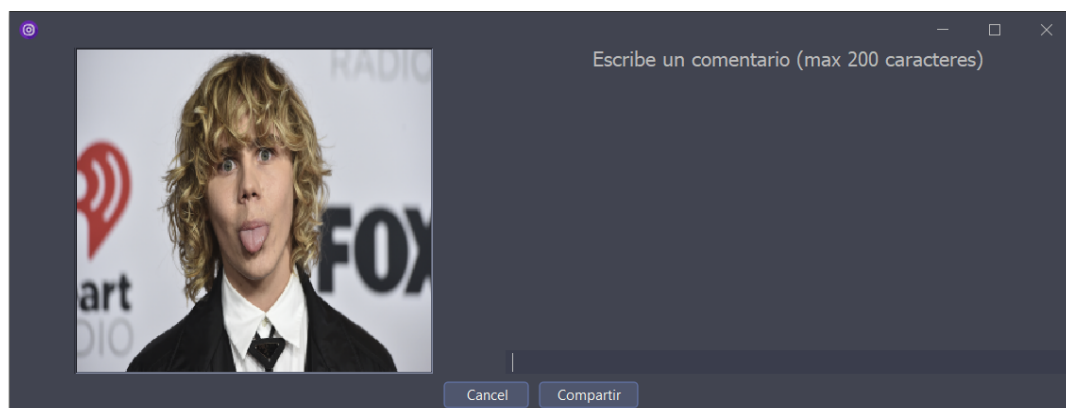 Escribe un comentario (max 200 caracteres)
RADIO
FOX
art
DIO
Cancel
Compartir